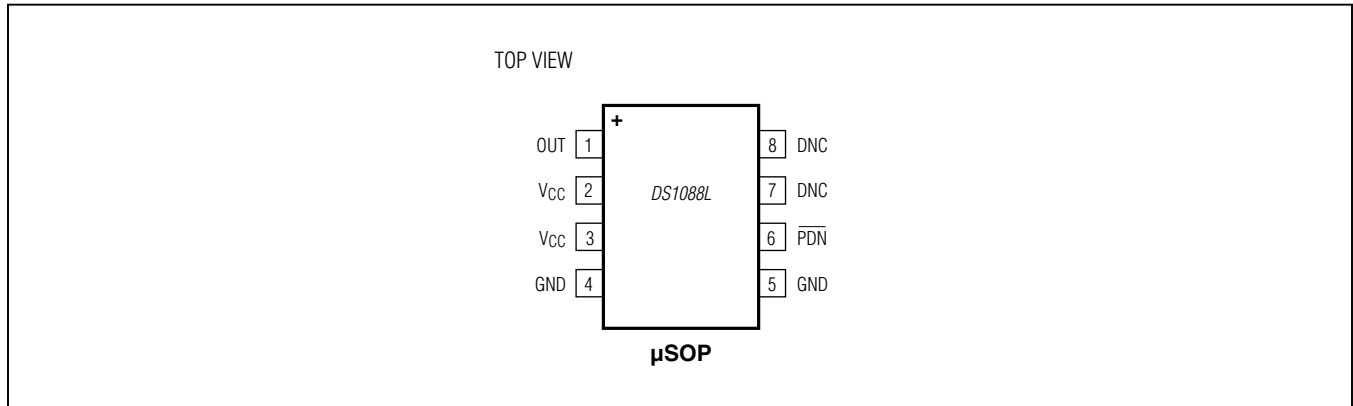 TOP VIEW
+
OUT 1 8 DNC
VCC 2 DS1088L 7 DNC
VCC 3 6 P̅D̅N̅
GND 4 5 GND
µSOP